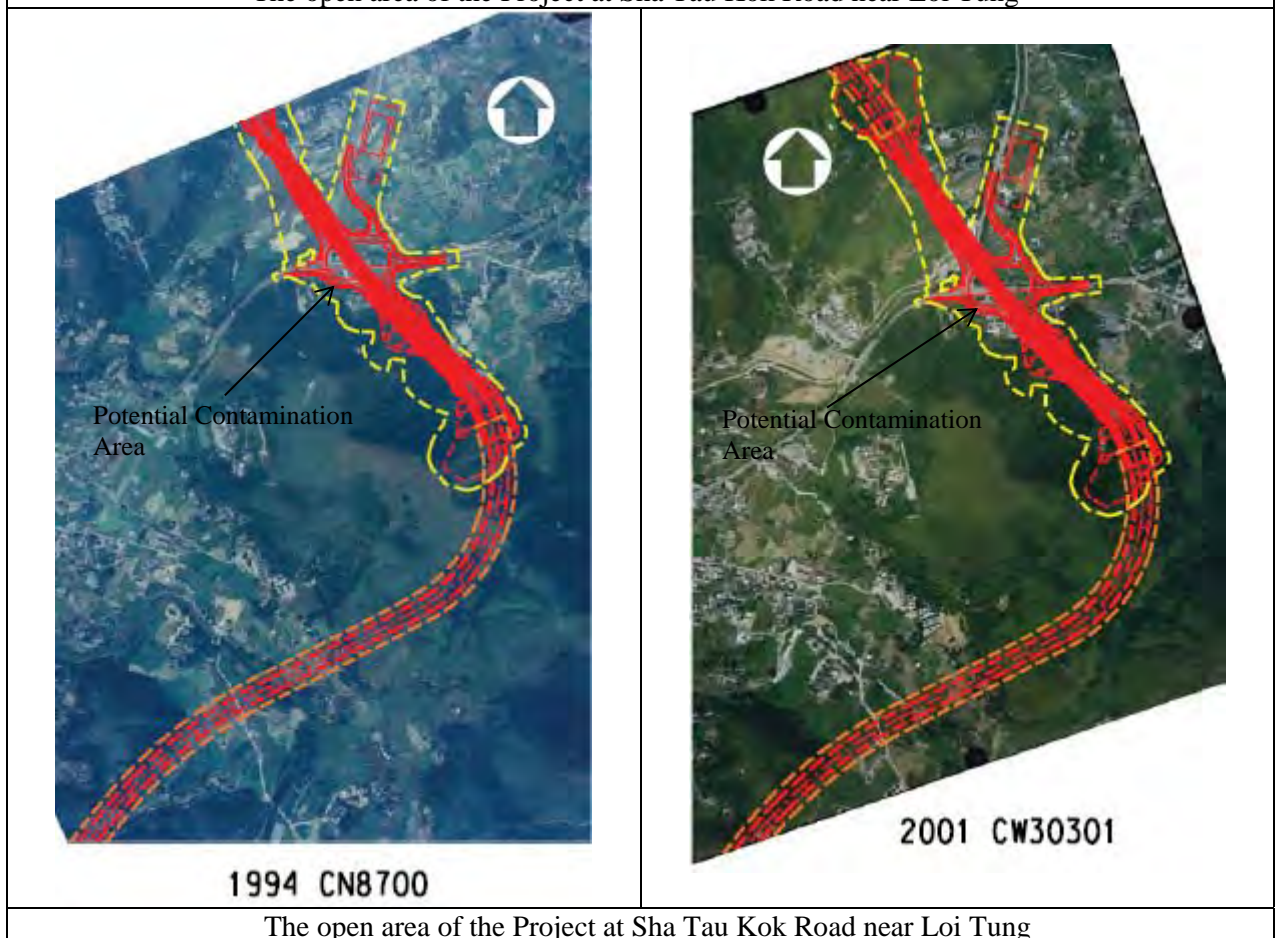 The open area of the Project at Sha Tau Kok Road near Loi Tung
Potential Contamination
Area
1994 CN8700
Potential Contamination
Area
2001 CW30301
The open area of the Project at Sha Tau Kok Road near Loi Tung